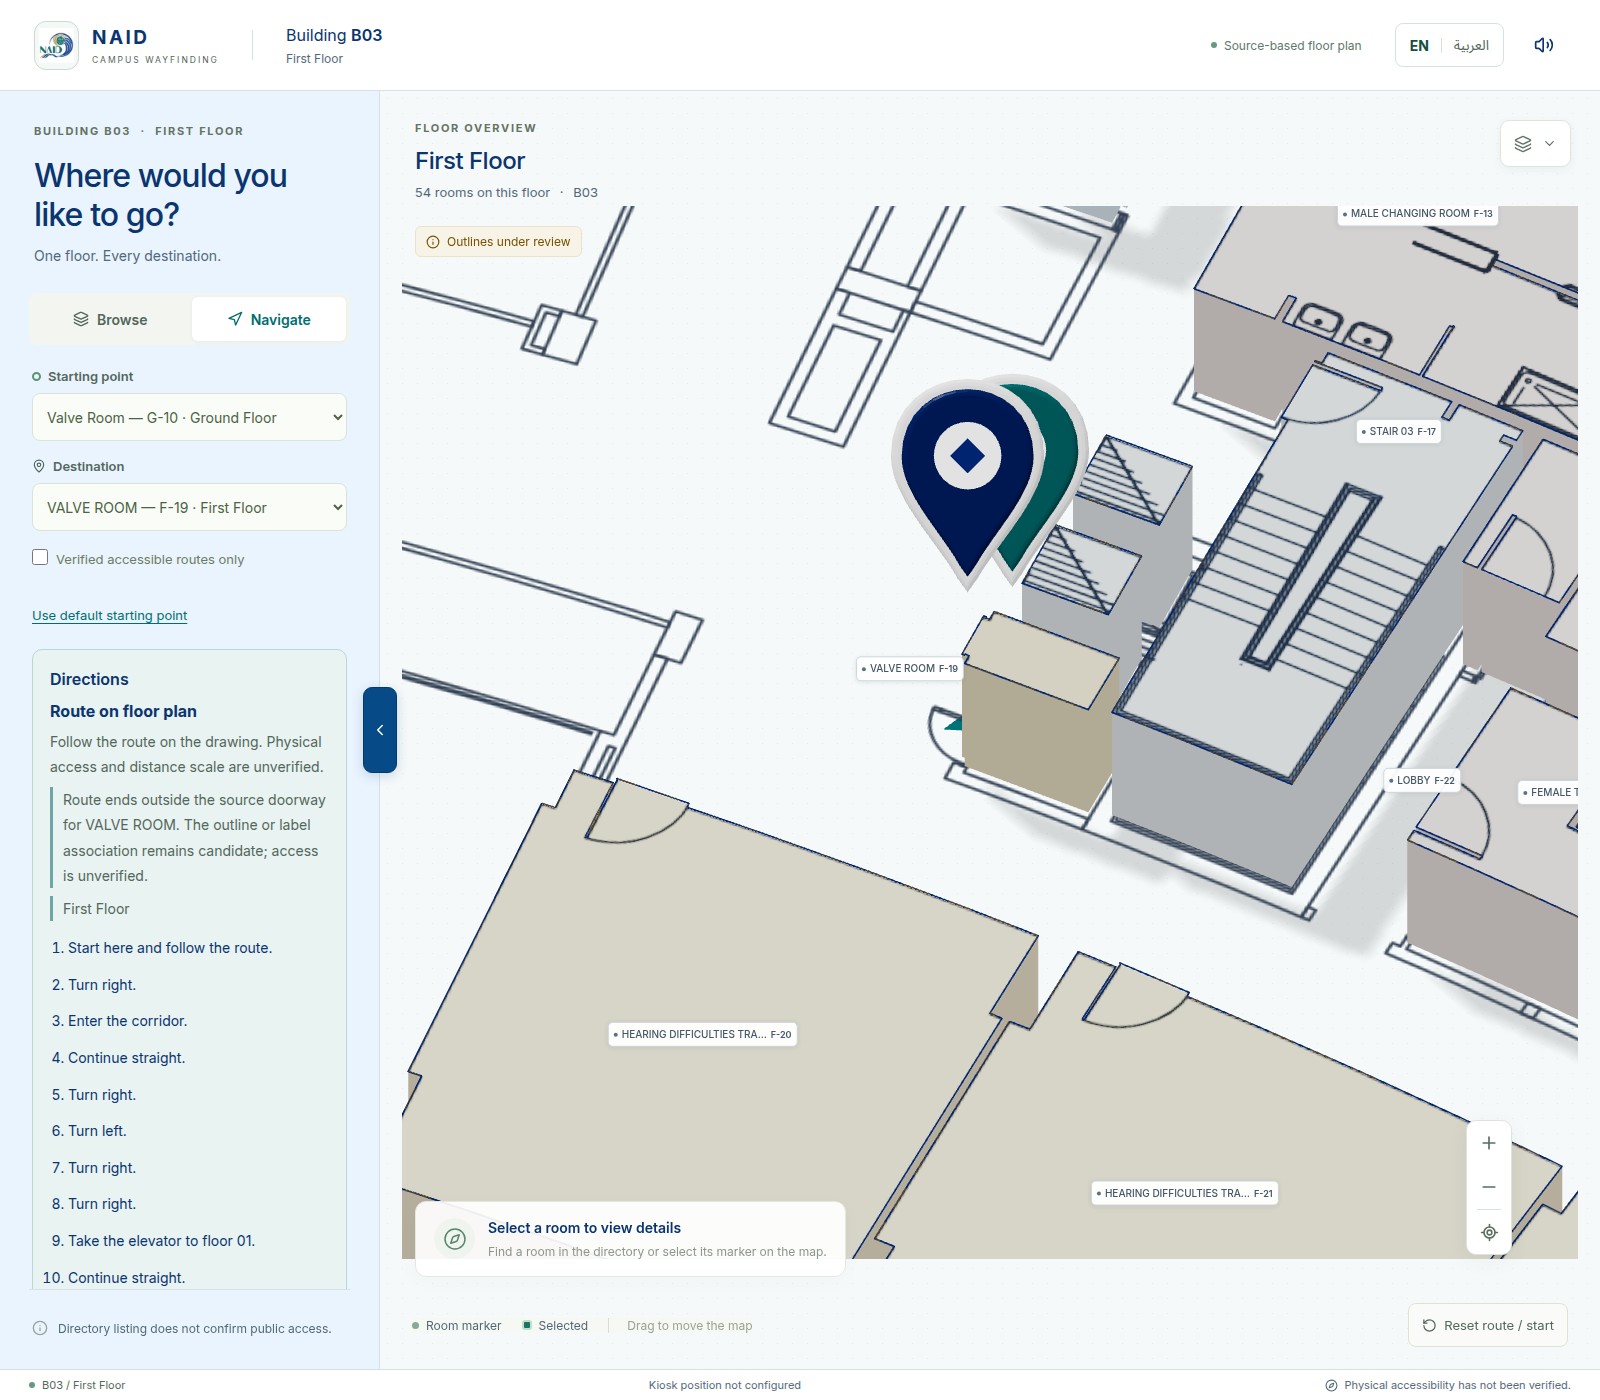 NAID
NAID
CAMPUS WAYFINDING
Building B03
First Floor
Source-based floor plan
EN
العربية
BUILDING B03 · FIRST FLOOR
Where would you
like to go?
One floor. Every destination.
Browse
Navigate
Starting point
Valve Room — G-10 · Ground Floor
Destination
VALVE ROOM — F-19 · First Floor
Verified accessible routes only
Use default starting point
Directions
Route on floor plan
Follow the route on the drawing. Physical
access and distance scale are unverified.
Route ends outside the source doorway
for VALVE ROOM. The outline or label
association remains candidate; access
is unverified.
First Floor
1. Start here and follow the route.
2. Turn right.
3. Enter the corridor.
4. Continue straight.
5. Turn right.
6. Turn left.
7. Turn right.
8. Turn right.
9. Take the elevator to floor 01.
10. Continue straight.
Directory listing does not confirm public access.
FLOOR OVERVIEW
First Floor
54 rooms on this floor · B03
Outlines under review
MALE CHANGING ROOM F-13
STAIR 03 F-17
VALVE ROOM F-19
LOBBY F-22
FEMALE T
HEARING DIFFICULTIES TRA... F-20
HEARING DIFFICULTIES TRA... F-21
Select a room to view details
Find a room in the directory or select its marker on the map.
Room marker
Selected
Drag to move the map
Reset route / start
B03 / First Floor
Kiosk position not configured
Physical accessibility has not been verified.